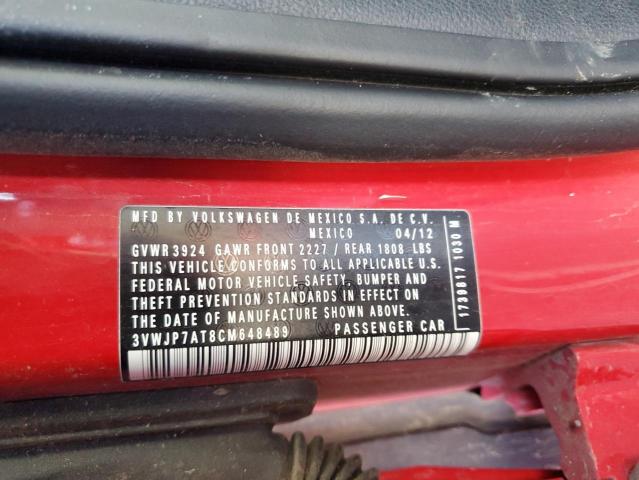 MFD BY VOLKSWAGEN DE MEXICO S.A. DE C.V.
MEXICO 04/12
GVWR 3924 GAWR FRONT 2227 / REAR 1808 LBS
THIS VEHICLE CONFORMS TO ALL APPLICABLE U.S.
FEDERAL MOTOR VEHICLE SAFETY, BUMPER AND
THEFT PREVENTION STANDARDS IN EFFECT ON
THE DATE OF MANUFACTURE SHOWN ABOVE.
3VWJP7AT8CM648489 PASSENGER CAR
1739617 1030 M